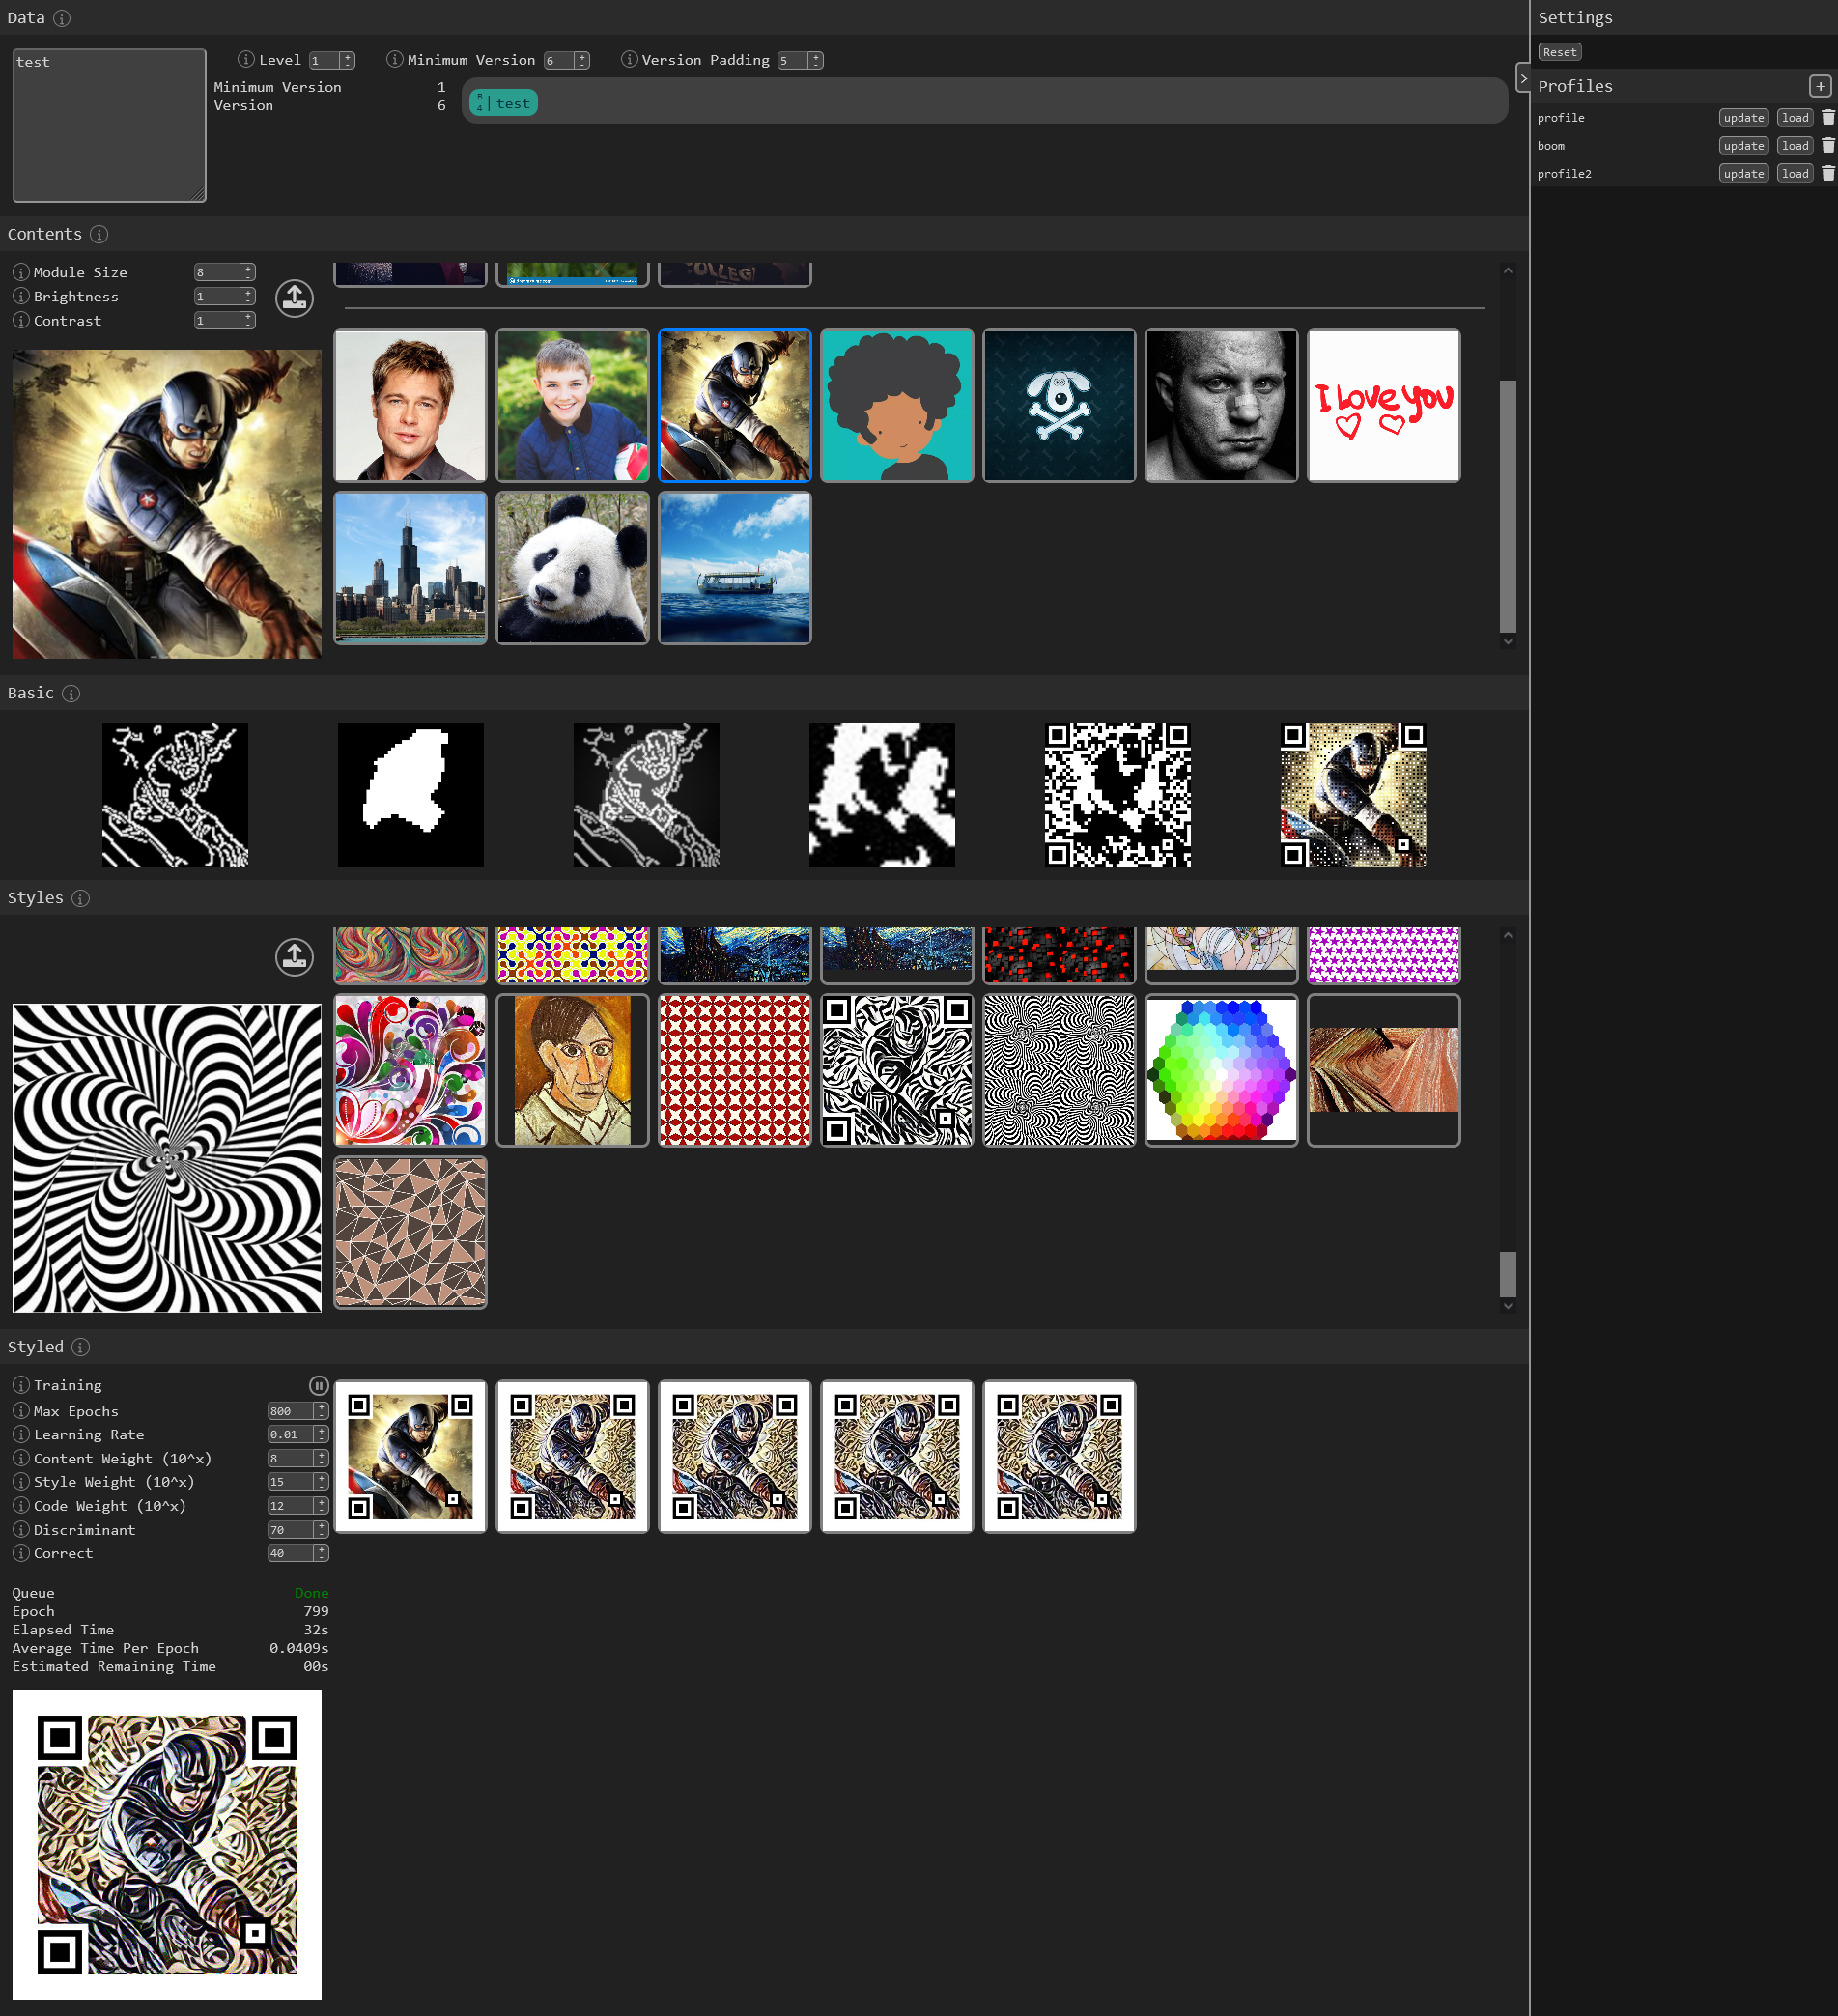 Data
test
Level 1
Minimum Version 6
Version Padding 5
Minimum Version 1
Version 6
B
4
test
Settings
Reset
Profiles
profile update load
boom update load
profile2 update load
Contents
Module Size 8
Brightness 1
Contrast 1
A
I Love you
Basic
Styles
Styled
Training
Max Epochs 800
Learning Rate 0.01
Content Weight (10^x) 8
Style Weight (10^x) 15
Code Weight (10^x) 12
Discriminant 70
Correct 40
Queue Done
Epoch 799
Elapsed Time 32s
Average Time Per Epoch 0.0409s
Estimated Remaining Time 00s